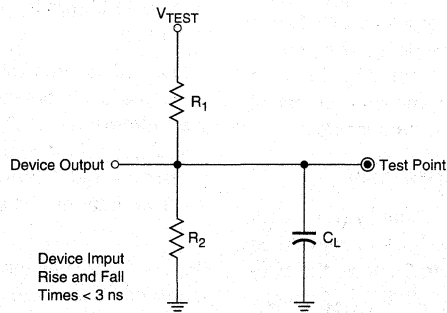 VTEST
R1
Device Output
Test Point
R2
CL
Device Imput
Rise and Fall
Times < 3 ns